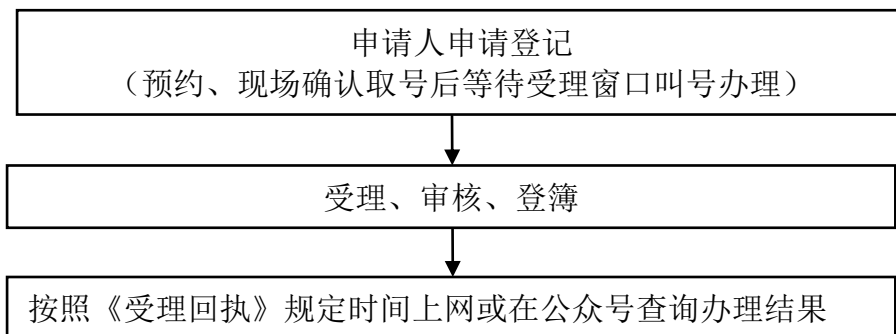 申请人申请登记
（预约、现场确认取号后等待受理窗口叫号办理）
受理、审核、登簿
按照《受理回执》规定时间上网或在公众号查询办理结果